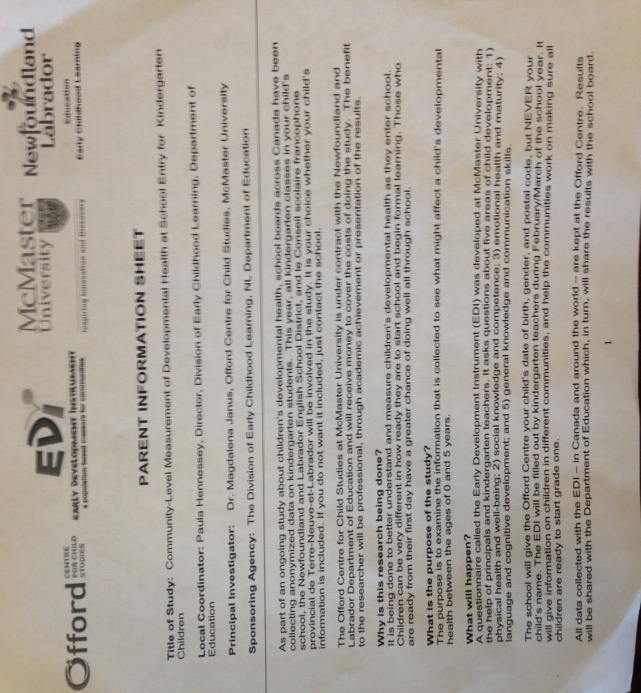 Offord CENTRE FOR CHILD STUDIES
EDI
EARLY DEVELOPMENT INSTRUMENT
a population-based measure for communities
McMaster University
Inspiring Innovation and Discovery
Newfoundland Labrador
Education
Early Childhood Learning
PARENT INFORMATION SHEET
Title of Study: Community-Level Measurement of Developmental Health at School Entry for Kindergarten
Children
Local Coordinator: Paula Hennessey, Director, Division of Early Childhood Learning, Department of
Education
Principal Investigator: Dr. Magdalena Janus, Offord Centre for Child Studies, McMaster University
Sponsoring Agency: The Division of Early Childhood Learning, NL Department of Education
As part of an ongoing study about children's developmental health, school boards across Canada have been
collecting anonymized data on kindergarten students. This year, all kindergarten classes in your child's
school, the Newfoundland and Labrador English School District, and le Conseil scolaire francophone
provincial de Terre-Neuve-et-Labrador will be involved in the study. It is your choice whether your child's
information is included. If you do not want it included, just contact the school.
The Offord Centre for Child Studies at McMaster University is under contract with the Newfoundland and
Labrador Department of Education and will receive money to cover the costs of doing the study. The benefit
to the researcher will be professional, through academic achievement or presentation of the results.
Why is this research being done?
It is being done to better understand and measure children's developmental health as they enter school.
Children can be very different in how ready they are to start school and begin formal learning. Those who
are ready from their first day have a greater chance of doing well all through school.
What is the purpose of the study?
The purpose is to examine the information that is collected to see what might affect a child's developmental
health between the ages of 0 and 5 years.
What will happen?
A questionnaire called the Early Development Instrument (EDI) was developed at McMaster University with
the help of principals and kindergarten teachers. It asks questions about five areas of child development: 1)
physical health and well-being; 2) social knowledge and competence; 3) emotional health and maturity; 4)
language and cognitive development; and 5) general knowledge and communication skills.
The school will give the Offord Centre your child's date of birth, gender, and postal code, but NEVER your
child's name. The EDI will be filled out by kindergarten teachers during February/March of the school year. It
will give information on children in different communities, and help the communities work on making sure all
children are ready to start grade one.
All data collected with the EDI – in Canada and around the world – are kept at the Offord Centre. Results
will be shared with the Department of Education which, in turn, will share the results with the school board.
1